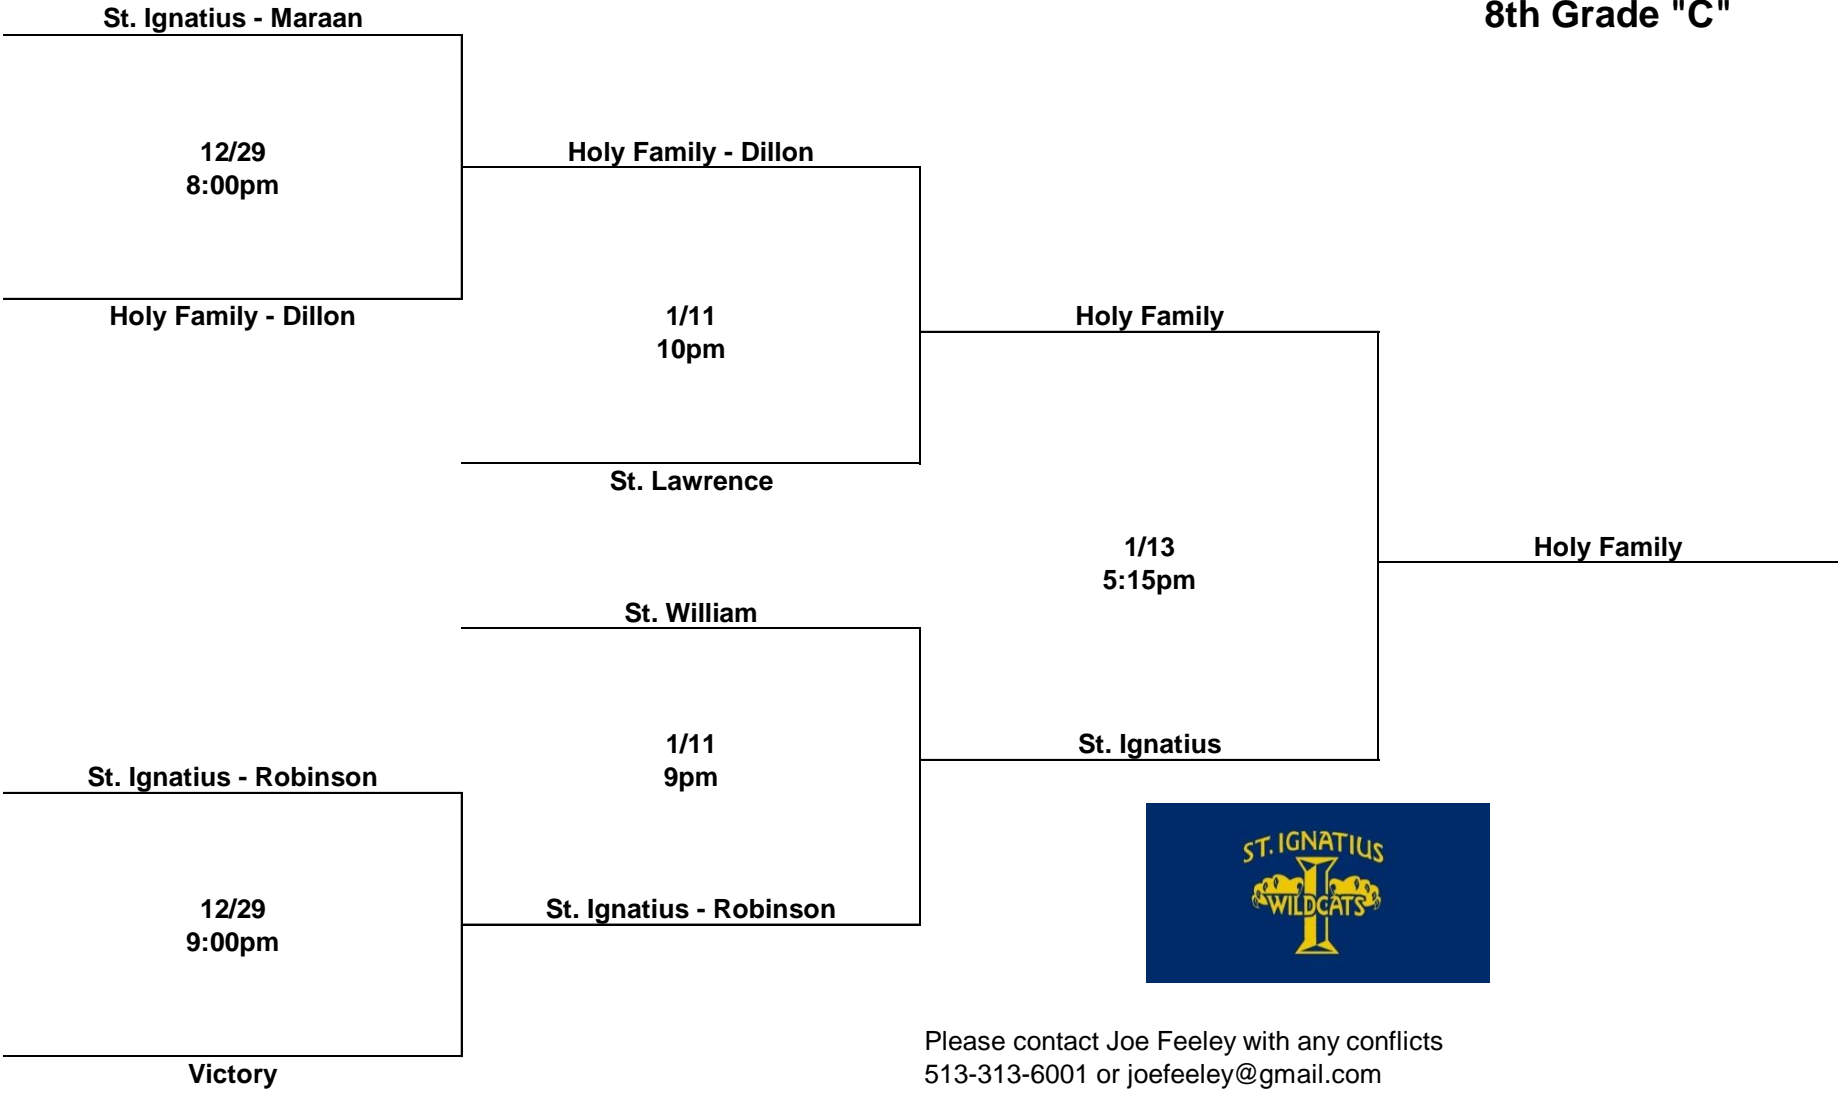 St. Ignatius - Maraan
8th Grade "C"
12/29
8:00pm
Holy Family - Dillon
Holy Family - Dillon
1/11
10pm
Holy Family
St. Lawrence
1/13
5:15pm
Holy Family
St. William
1/11
9pm
St. Ignatius
St. Ignatius - Robinson
12/29
9:00pm
St. Ignatius - Robinson
ST. IGNATIUS
WILDCATS
Victory
Please contact Joe Feeley with any conflicts
513-313-6001 or joefeeley@gmail.com